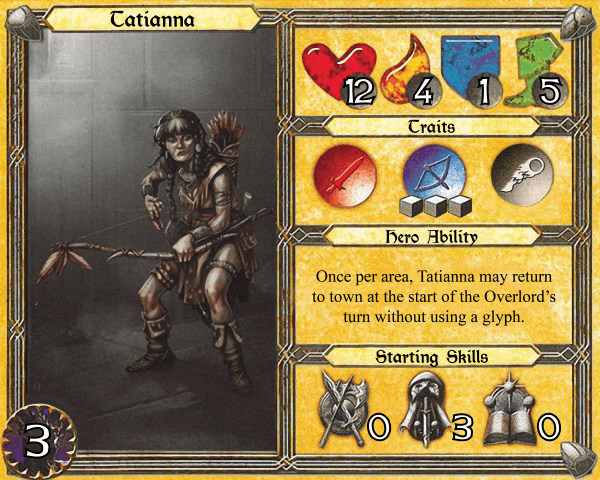 Tatianna
12 4 1 5
Traits
Hero Ability
Once per area, Tatianna may return
to town at the start of the Overlord’s
turn without using a glyph.
Starting Skills
0 3 0
3